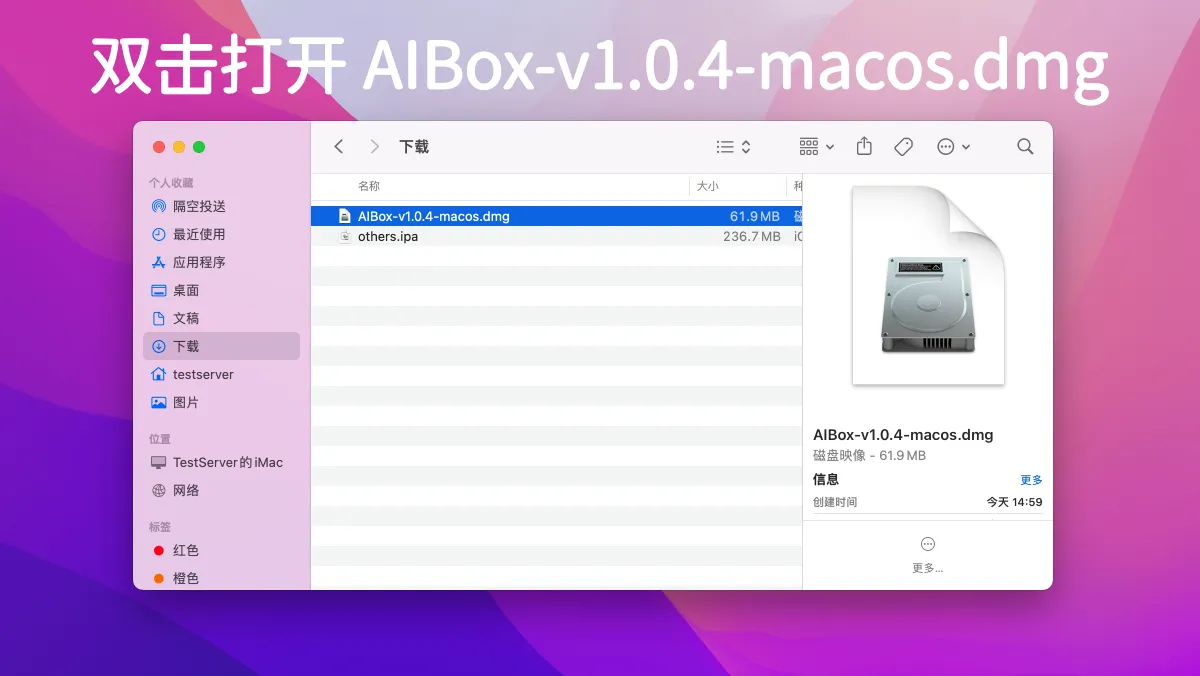 双击打开 AIBox-v1.0.4-macos.dmg
下载
个人收藏
隔空投送
最近使用
应用程序
桌面
文稿
下载
testserver
图片
位置
TestServer的iMac
网络
标签
红色
橙色
名称 大小
AIBox-v1.0.4-macos.dmg 61.9 MB
others.ipa 236.7 MB
AIBox-v1.0.4-macos.dmg
磁盘映像 - 61.9 MB
信息 更多
创建时间 今天 14:59
更多...